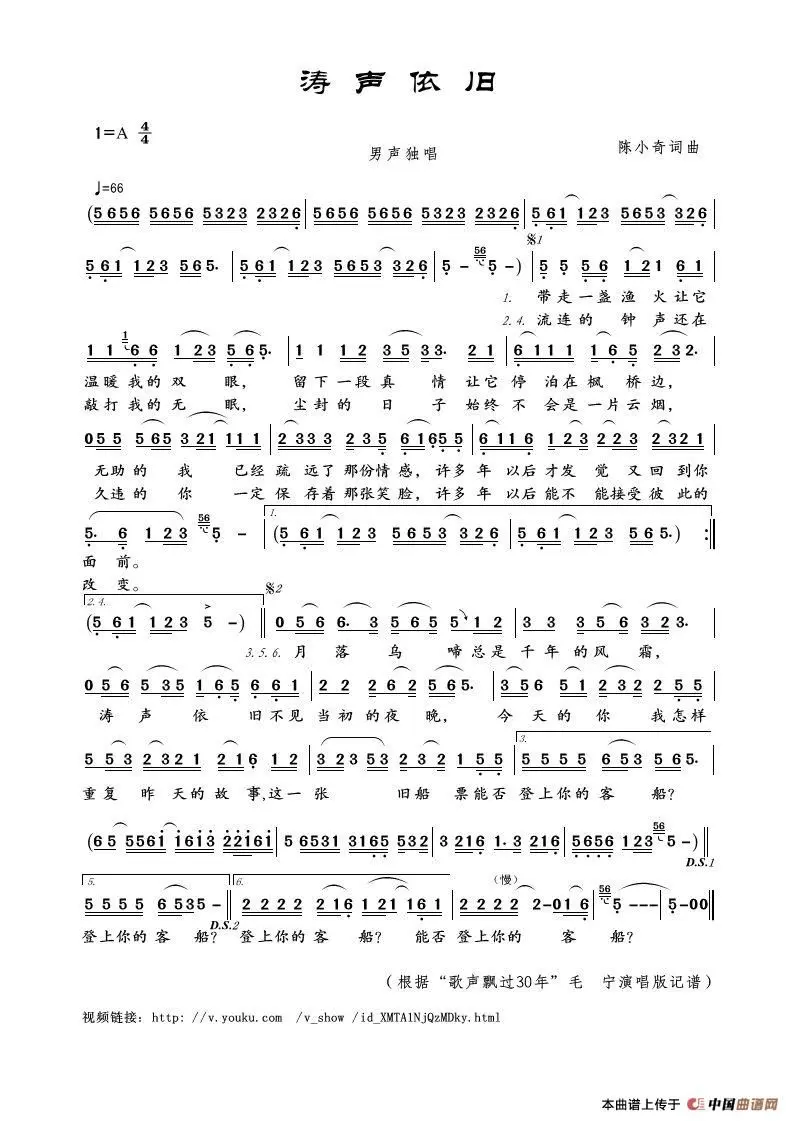 涛声依旧
1=A 4/4
男声独唱
陈小奇词曲
♩=66
(5656 5656 5323 2326 | 5656 5656 5323 2326 | 561 123 5653 326 |
𝄋1
561 123 565. | 561 123 5653 326 | 5 - 56 5 - ) | 5 5 56 121 61 |
1. 带走一盏渔 火让它
2.4. 流连的 钟 声还在
11 1 66 123 565. | 11 12 353 3. 21 | 6111 165 232. |
温暖我的双 眼， 留下一段真 情让它停泊在枫桥边，
敲打我的无 眠， 尘封的 日 子 始终不会是一片云烟，
055 565 321 111 | 2333 235 616 55 | 6116 123 223 2321 |
无助的 我 已经疏远了那份情感，许多年以后才发 觉 又回到你
久违的 你 一定保存着那张笑脸，许多年以后能不 能接受彼此的
5. 6 123 56 5 - | 1. (561 123 5653 326 | 561 123 565. ) :|
面 前。
改 变。
2.4. 𝄋2
(561 123 5 - ) || 056 6. 3 565 5 12 | 33 356 323. |
3.5.6. 月 落 乌 啼总是千年的风 霜，
056 535 165 661 | 22 262 565. | 356 51 232 255 |
涛 声 依 旧不见当初的夜 晚， 今 天的 你 我怎样
3.
553 2321 216 12 | 323 53 232 155 | 5555 653 565. |
重复 昨 天的故 事,这一张 旧船 票能否登上你的客 船？
(65 5561 1613 22161 | 56531 3165 532 | 3216 1.3 216 | 5656 123 56 5 - ) ||
D.S.1
5. 6. （慢）
5555 6535 - || 2222 216 121 161 | 2222 2-016 | 56 5 --- | 5-00 ||
D.S.2
登上你的客 船？登上你的客 船？ 能否登上你的 客 船？
（根据“歌声飘过30年”毛 宁演唱版记谱）
视频链接：http: //v.youku.com /v_show /id_XMTA1NjQzMDky.html
本曲谱上传于 中国曲谱网